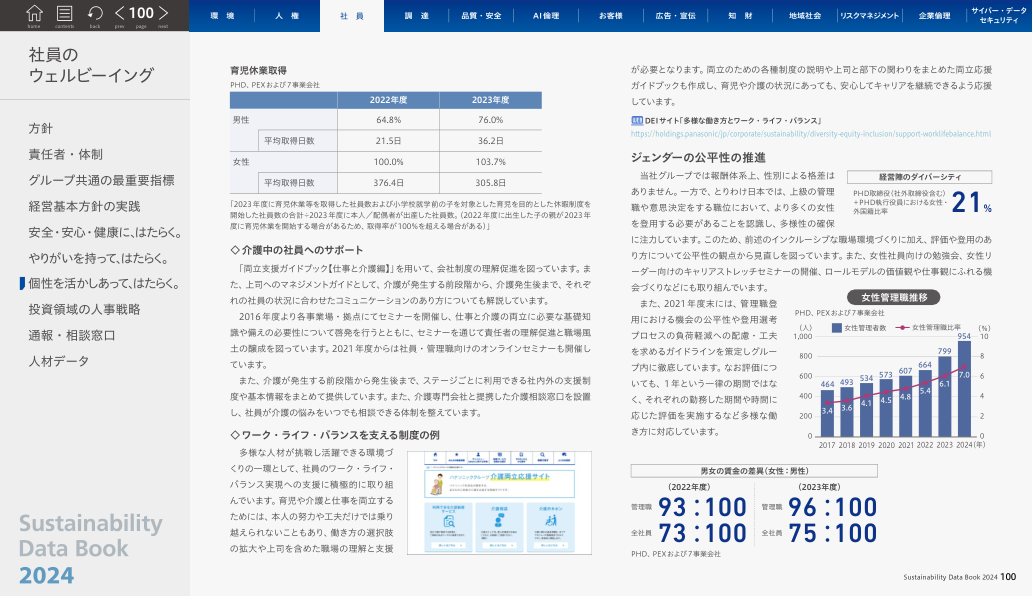 home contents back prev 100 page next
環　境　人　権　社　員　調　達　品質・安全　AI倫理　お客様　広告・宣伝　知　財　地域社会　リスクマネジメント　企業倫理　サイバー・データセキュリティ
社員の
ウェルビーイング
方針
責任者・体制
グループ共通の最重要指標
経営基本方針の実践
安全・安心・健康に、はたらく。
やりがいを持って、はたらく。
個性を活かしあって、はたらく。
投資領域の人事戦略
通報・相談窓口
人材データ
Sustainability
Data Book
2024
育児休業取得
PHD、PEXおよび7事業会社
2022年度 2023年度
男性 64.8% 76.0%
平均取得日数 21.5日 36.2日
女性 100.0% 103.7%
平均取得日数 376.4日 305.8日
「2023年度に育児休業等を取得した社員数および小学校就学前の子を対象とした育児を目的とした休暇制度を
開始した社員数の合計÷2023年度に本人／配偶者が出産した社員数。（2022年度に出生した子の親が2023年
度に育児休業を開始する場合があるため、取得率が100%を超える場合がある）」
◇介護中の社員へのサポート
「両立支援ガイドブック【仕事と介護編】」を用いて、会社制度の理解促進を図っています。ま
た、上司へのマネジメントガイドとして、介護が発生する前段階から、介護発生後まで、それぞ
れの社員の状況に合わせたコミュニケーションのあり方についても解説しています。
2016年度より各事業場・拠点にてセミナーを開催し、仕事と介護の両立に必要な基礎知
識や備えの必要性について啓発を行うとともに、セミナーを通じて責任者の理解促進と職場風
土の醸成を図っています。2021年度からは社員・管理職向けのオンラインセミナーも開催し
ています。
また、介護が発生する前段階から発生後まで、ステージごとに利用できる社内外の支援制
度や基本情報をまとめて提供しています。また、介護専門会社と提携した介護相談窓口を設置
し、社員が介護の悩みをいつでも相談できる体制を整えています。
◇ワーク・ライフ・バランスを支える制度の例
多様な人材が挑戦し活躍できる環境づ
くりの一環として、社員のワーク・ライフ・
バランス実現への支援に積極的に取り組
んでいます。育児や介護と仕事を両立する
ためには、本人の努力や工夫だけでは乗り
越えられないこともあり、働き方の選択肢
の拡大や上司を含めた職場の理解と支援
パナソニックグループ 介護両立応援サイト
が必要となります。両立のための各種制度の説明や上司と部下の関わりをまとめた両立応援
ガイドブックも作成し、育児や介護の状況にあっても、安心してキャリアを継続できるよう応援
しています。
DEIサイト「多様な働き方とワーク・ライフ・バランス」
https://holdings.panasonic/jp/corporate/sustainability/diversity-equity-inclusion/support-worklifebalance.html
ジェンダーの公平性の推進
当社グループでは報酬体系上、性別による格差は
ありません。一方で、とりわけ日本では、上級の管理
職や意思決定をする職位において、より多くの女性
を登用する必要があることを認識し、多様性の確保
に注力しています。このため、前述のインクルーシブな職場環境づくりに加え、評価や登用のあ
り方について公平性の観点から見直しを図っています。また、女性社員向けの勉強会、女性リ
ーダー向けのキャリアストレッチセミナーの開催、ロールモデルの価値観や仕事観にふれる機
会づくりなどにも取り組んでいます。
経営陣のダイバーシティ
PHD取締役（社外取締役含む）
＋PHD執行役員における女性・
外国籍比率
21%
また、2021年度末には、管理職登
用における機会の公平性や登用選考
プロセスの負荷軽減への配慮・工夫
を求めるガイドラインを策定しグルー
プ内に徹底しています。なお評価につ
いても、1年という一律の期間ではな
く、それぞれの勤務した期間や時間に
応じた評価を実施するなど多様な働
き方に対応しています。
女性管理職推移
PHD、PEXおよび7事業会社
（人） 女性管理者数 女性管理職比率 （%）
1,000 800 600 400 200 0
464 493 534 573 607 664 799 954
3.4 3.6 4.1 4.5 4.8 5.4 6.1 7.0
10 8 6 4 2 0
2017 2018 2019 2020 2021 2022 2023 2024（年）
男女の賃金の差異（女性：男性）
（2022年度） （2023年度）
管理職 93：100 管理職 96：100
全社員 73：100 全社員 75：100
PHD、PEXおよび7事業会社
Sustainability Data Book 2024 100